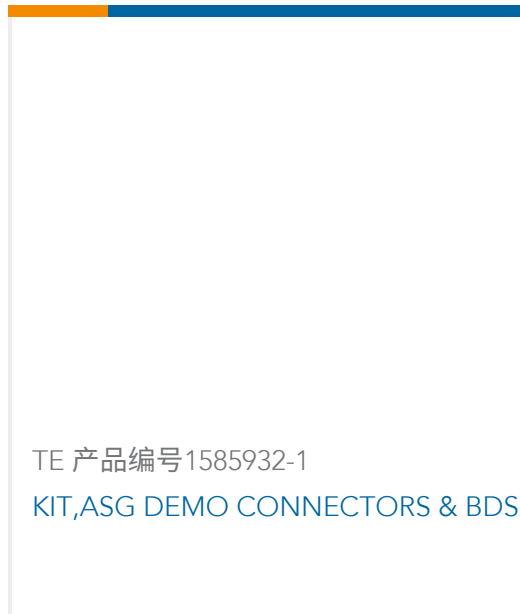 TE 产品编号1585932-1
KIT,ASG DEMO CONNECTORS & BDS